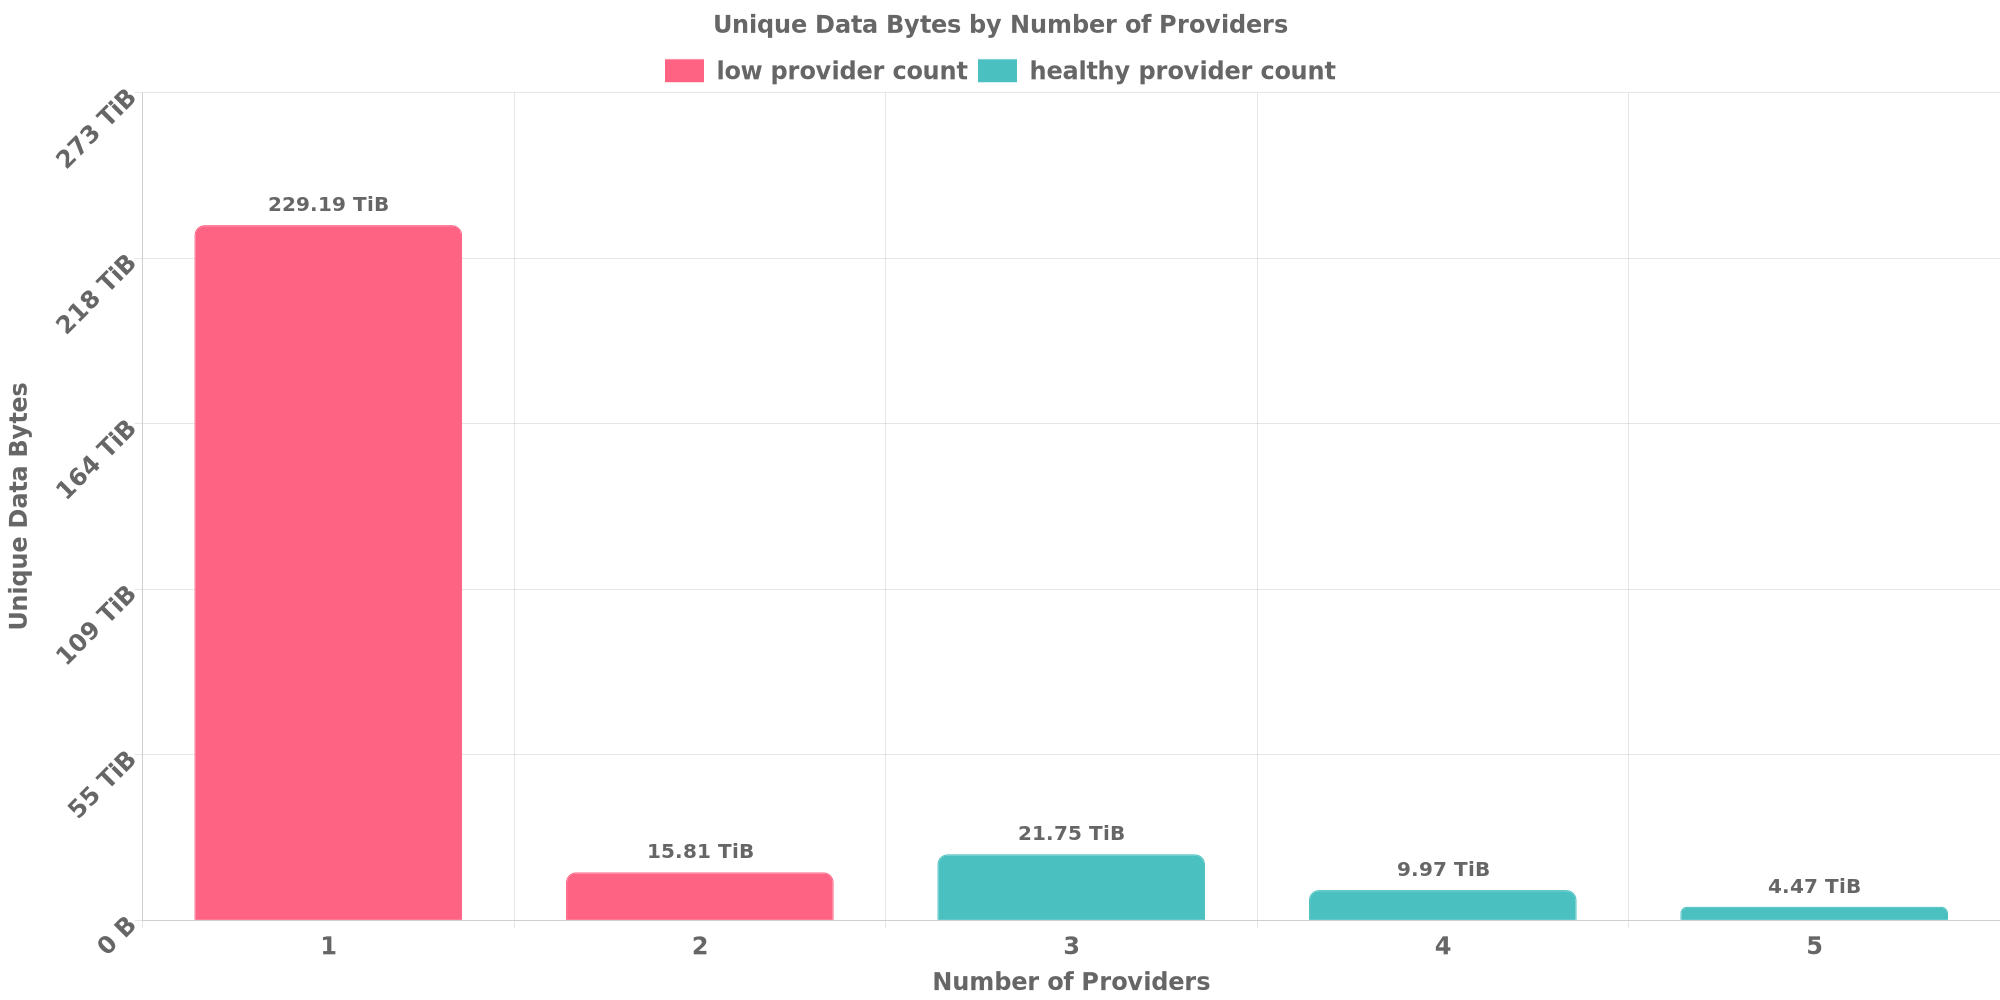 Unique Data Bytes by Number of Providers
low provider count
healthy provider count
273 TiB
218 TiB
164 TiB
109 TiB
55 TiB
0 B
Unique Data Bytes
229.19 TiB
15.81 TiB
21.75 TiB
9.97 TiB
4.47 TiB
1
2
3
4
5
Number of Providers